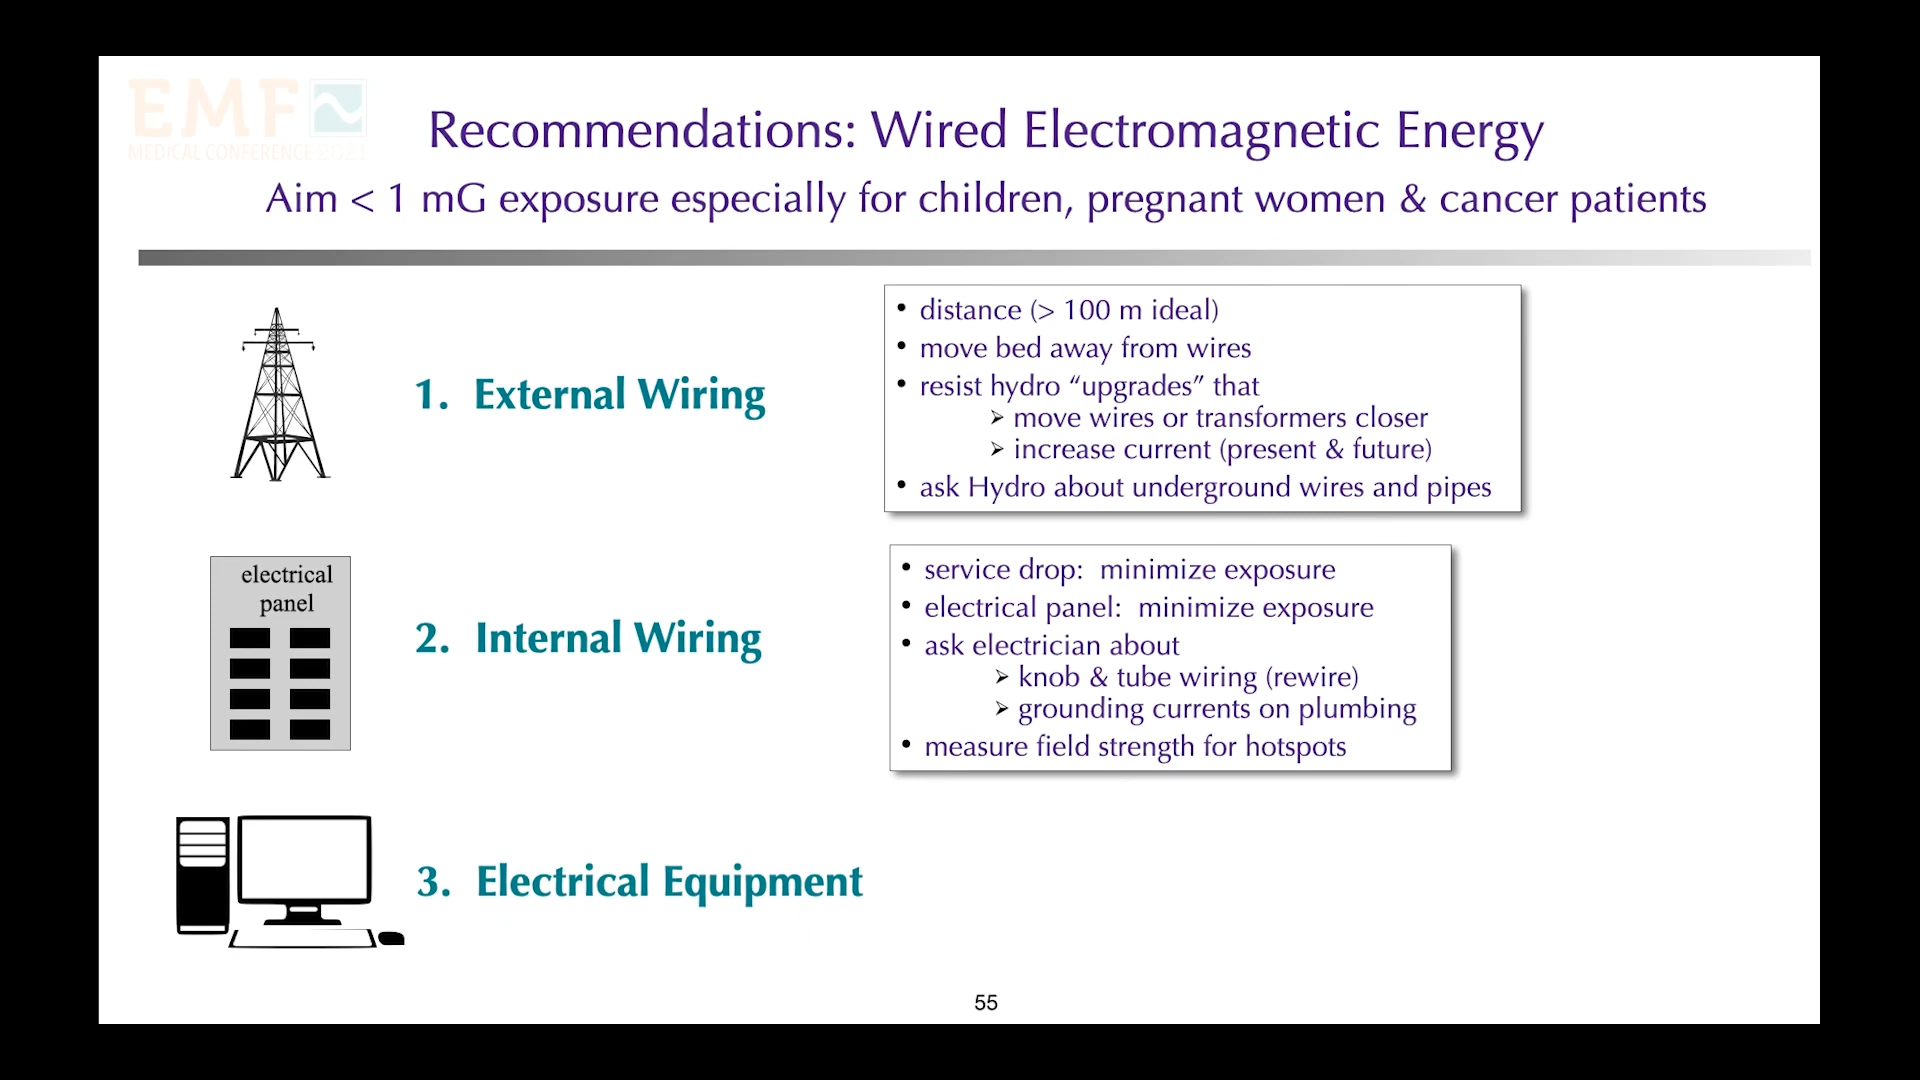 EMF
MEDICAL CONFERENCE 2021
Recommendations: Wired Electromagnetic Energy
Aim < 1 mG exposure especially for children, pregnant women & cancer patients
1. External Wiring
• distance (> 100 m ideal)
• move bed away from wires
• resist hydro “upgrades” that
➢ move wires or transformers closer
➢ increase current (present & future)
• ask Hydro about underground wires and pipes
electrical
panel
2. Internal Wiring
• service drop: minimize exposure
• electrical panel: minimize exposure
• ask electrician about
➢ knob & tube wiring (rewire)
➢ grounding currents on plumbing
• measure field strength for hotspots
3. Electrical Equipment
55